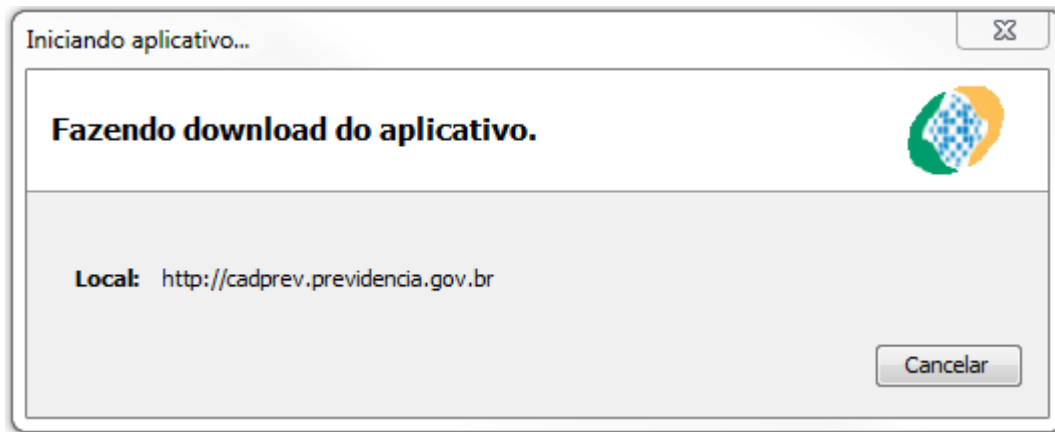 Iniciando aplicativo...
Fazendo download do aplicativo.
Local: http://cadprev.previdencia.gov.br
Cancelar